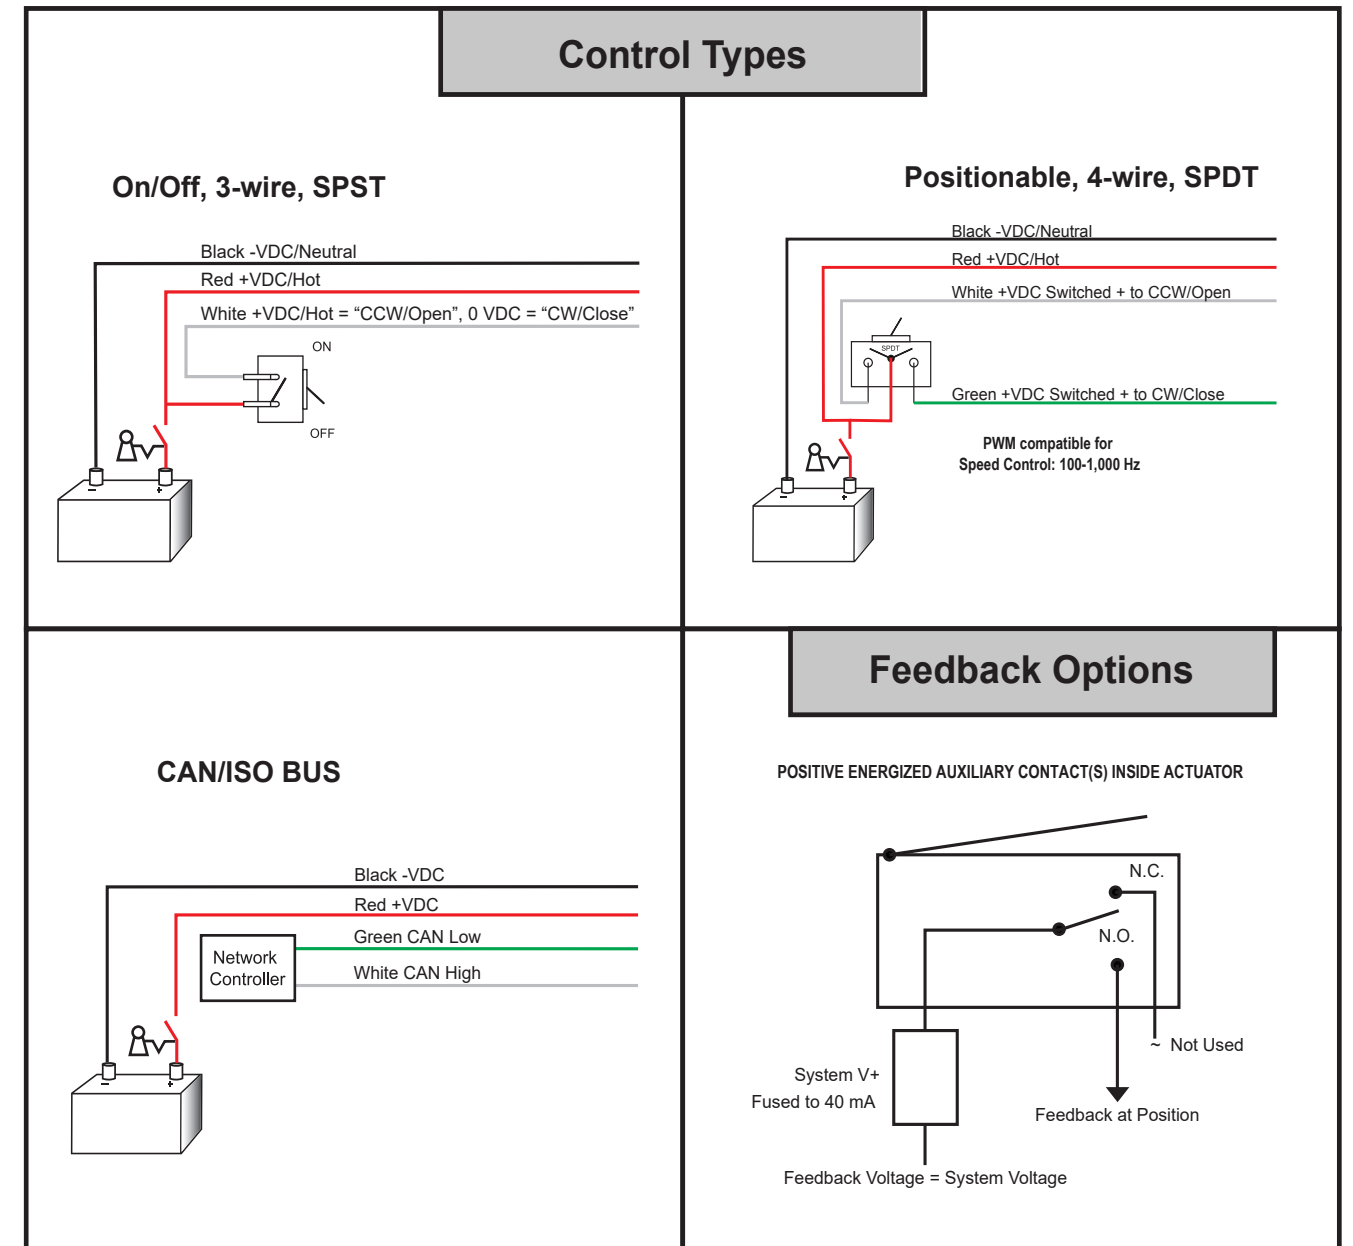 Control Types
On/Off, 3-wire, SPST
Black -VDC/Neutral
Red +VDC/Hot
White +VDC/Hot = “CCW/Open”, 0 VDC = “CW/Close”
ON
OFF
–
+
Positionable, 4-wire, SPDT
Black -VDC/Neutral
Red +VDC/Hot
White +VDC Switched + to CCW/Open
SPDT
Green +VDC Switched + to CW/Close
PWM compatible for
Speed Control: 100-1,000 Hz
–
+
CAN/ISO BUS
Black -VDC
Red +VDC
Green CAN Low
White CAN High
Network
Controller
–
+
Feedback Options
POSITIVE ENERGIZED AUXILIARY CONTACT(S) INSIDE ACTUATOR
N.C.
N.O.
~ Not Used
System V+
Fused to 40 mA
Feedback at Position
Feedback Voltage = System Voltage